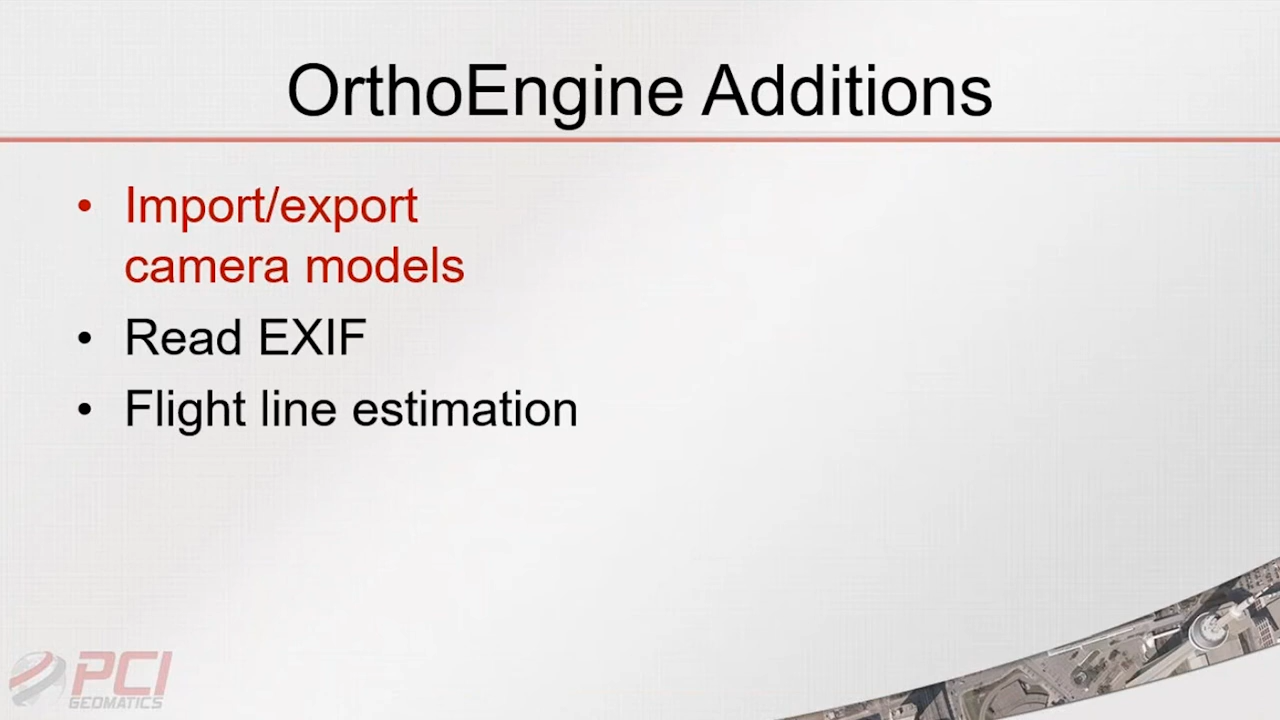 OrthoEngine Additions
• Import/export
camera models
• Read EXIF
• Flight line estimation
PCI
GEOMATICS